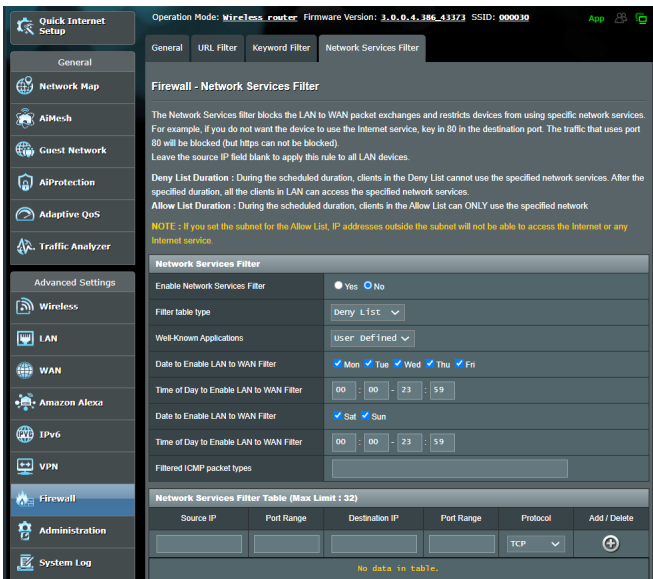 Quick Internet
Setup
Operation Mode: Wireless router Firmware Version: 3.0.0.4.386_43373 SSID: 000030
App
General
URL Filter
Keyword Filter
Network Services Filter
General
Network Map
AiMesh
Guest Network
AiProtection
Adaptive QoS
Traffic Analyzer
Advanced Settings
Wireless
LAN
WAN
Amazon Alexa
IPv6
VPN
Firewall
Administration
System Log
Firewall - Network Services Filter
The Network Services filter blocks the LAN to WAN packet exchanges and restricts devices from using specific network services.
For example, if you do not want the device to use the Internet service, key in 80 in the destination port. The traffic that uses port
80 will be blocked (but https can not be blocked).
Leave the source IP field blank to apply this rule to all LAN devices.
Deny List Duration : During the scheduled duration, clients in the Deny List cannot use the specified network services. After the
specified duration, all the clients in LAN can access the specified network services.
Allow List Duration : During the scheduled duration, clients in the Allow List can ONLY use the specified network
NOTE : If you set the subnet for the Allow List, IP addresses outside the subnet will not be able to access the Internet or any
Internet service.
Network Services Filter
Enable Network Services Filter Yes No
Filter table type Deny List
Well-Known Applications User Defined
Date to Enable LAN to WAN Filter Mon Tue Wed Thu Fri
Time of Day to Enable LAN to WAN Filter 00 : 00 - 23 : 59
Date to Enable LAN to WAN Filter Sat Sun
Time of Day to Enable LAN to WAN Filter 00 : 00 - 23 : 59
Filtered ICMP packet types
Network Services Filter Table (Max Limit : 32)
Source IP Port Range Destination IP Port Range Protocol Add / Delete
TCP
No data in table.